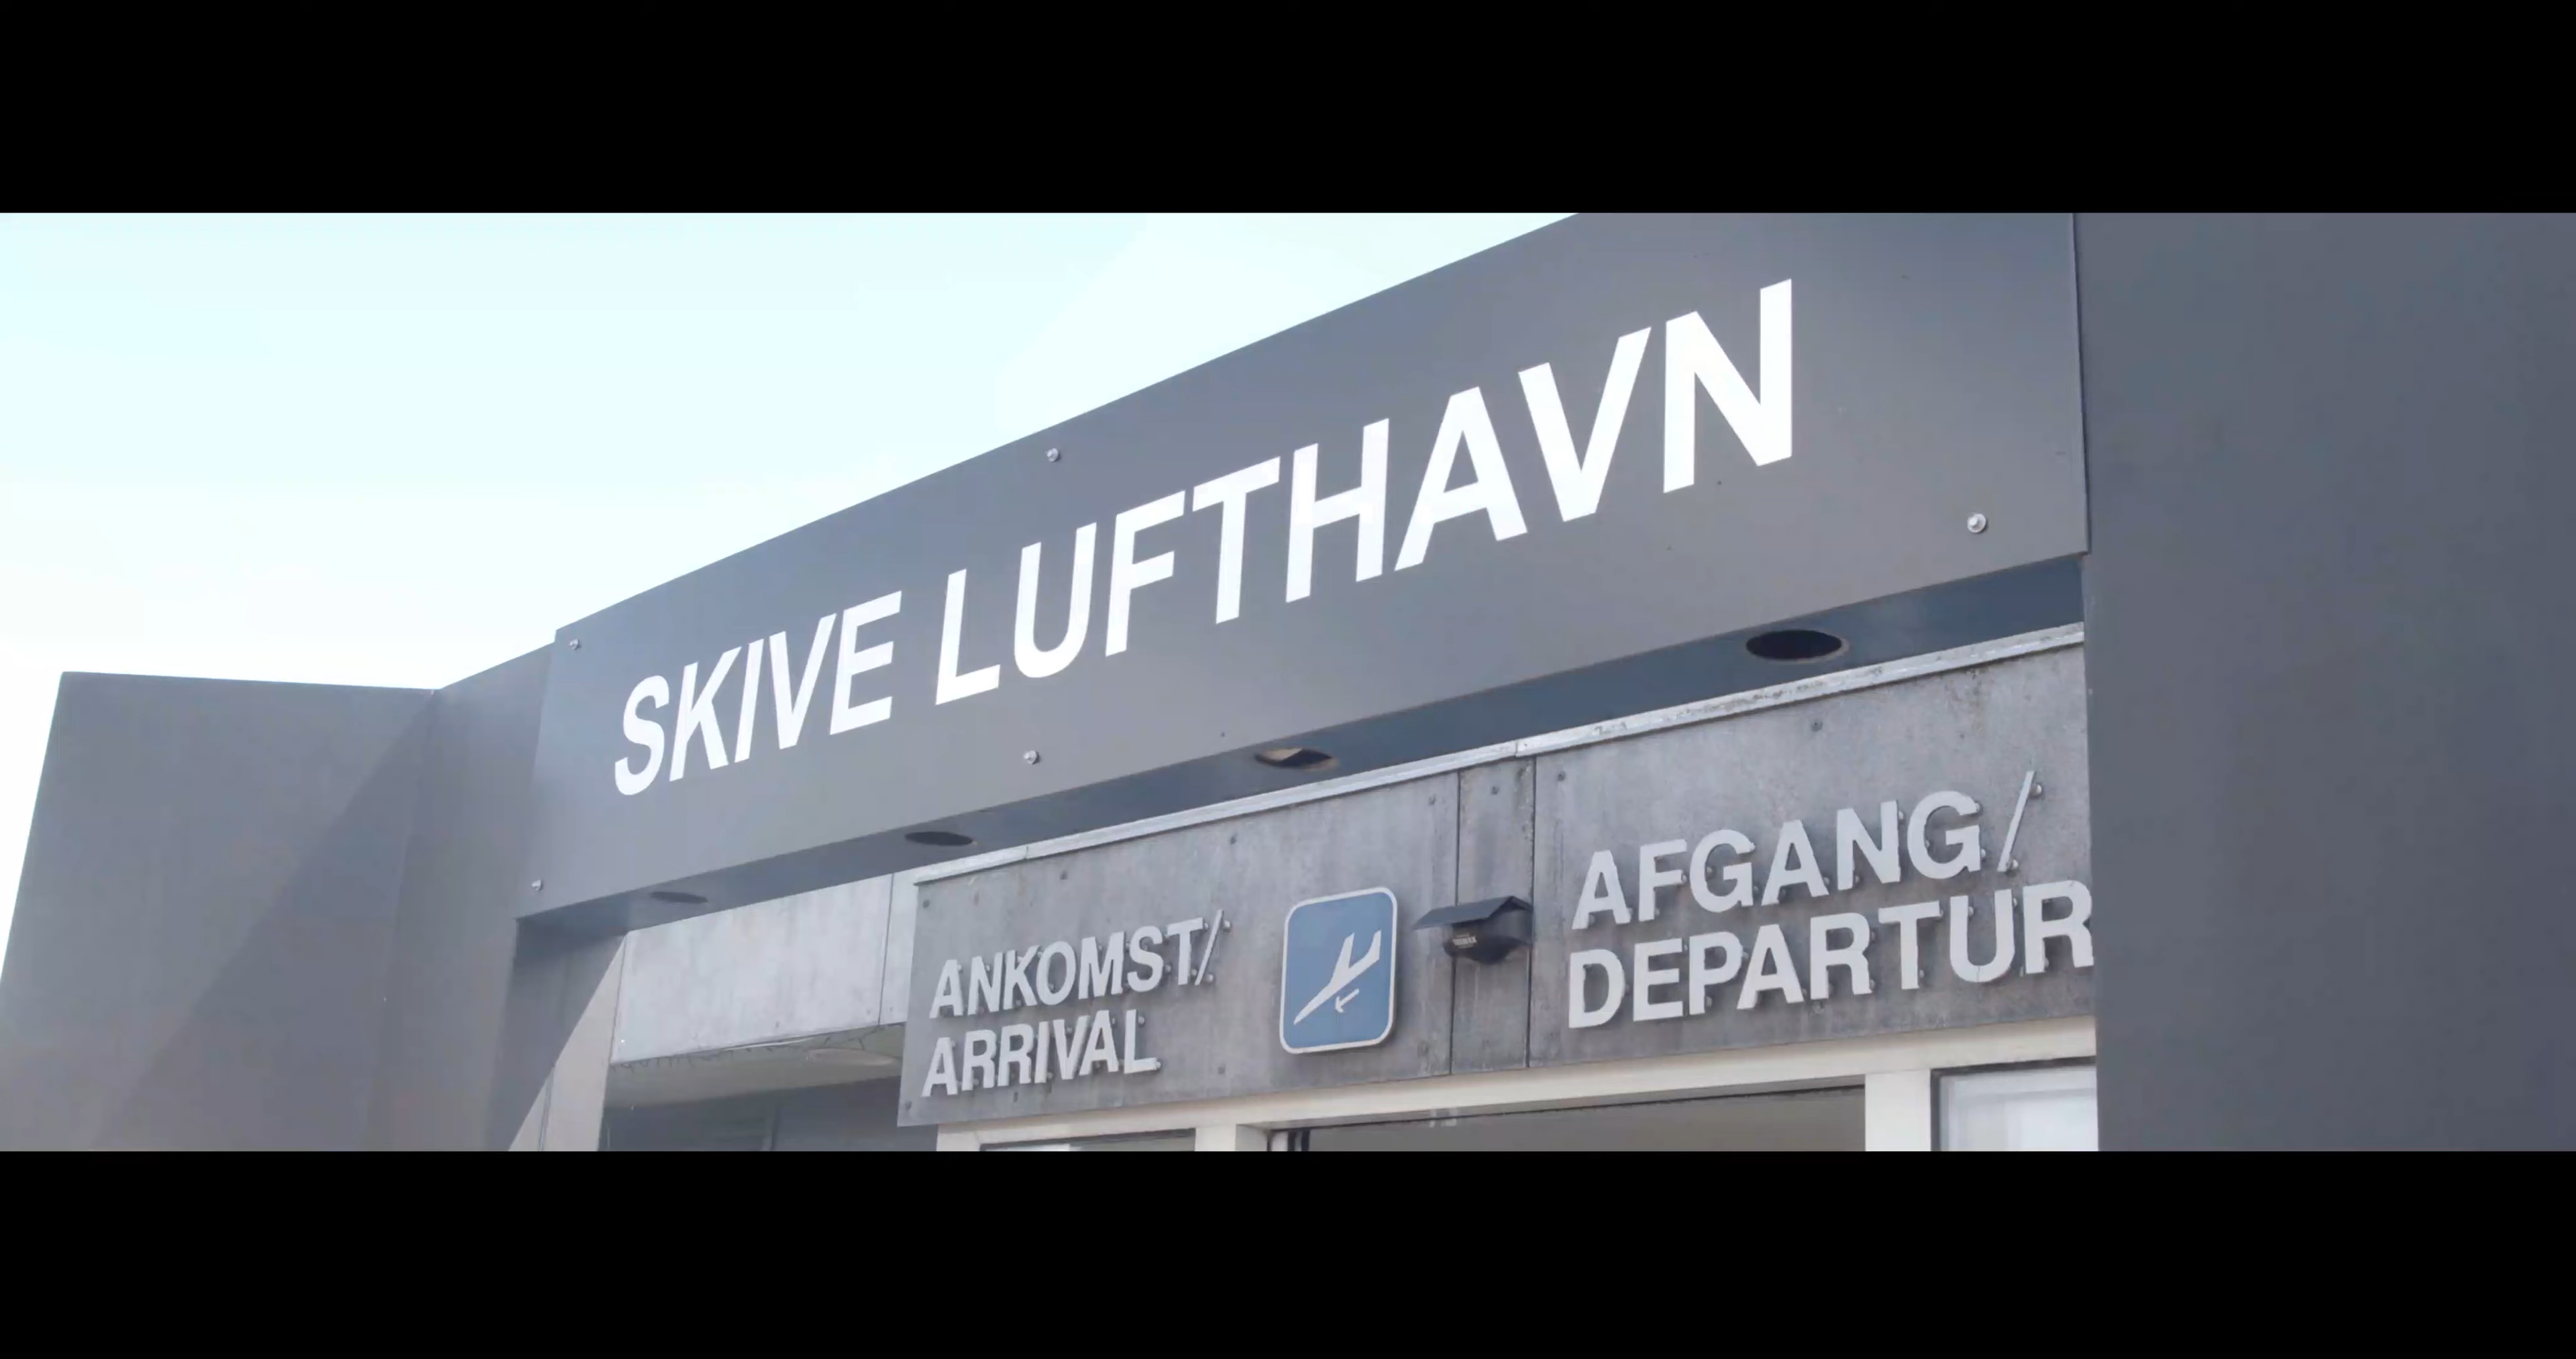 SKIVE LUFTHAVN
ANKOMST/
ARRIVAL
AFGANG/
DEPARTUR